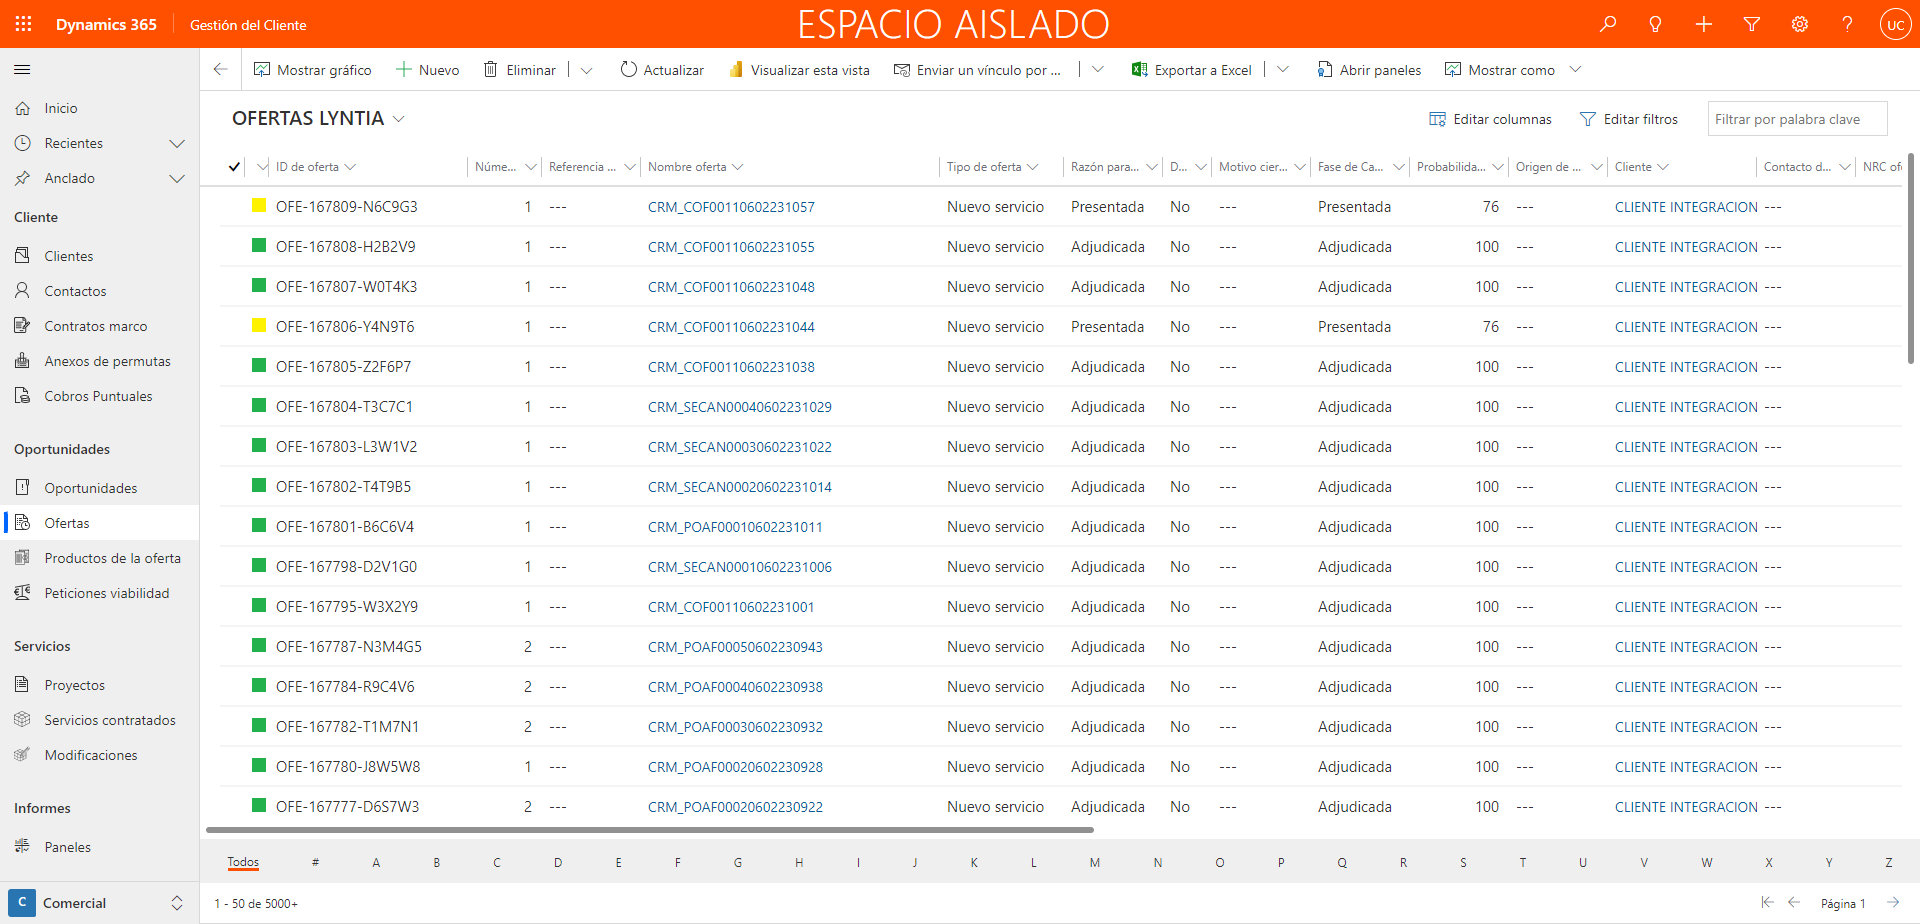 Dynamics 365 Gestión del Cliente ESPACIO AISLADO UC
Mostrar gráfico Nuevo Eliminar Actualizar Visualizar esta vista Enviar un vínculo por ... Exportar a Excel Abrir paneles Mostrar como
Inicio
Recientes
Anclado
Cliente
Clientes
Contactos
Contratos marco
Anexos de permutas
Cobros Puntuales
Oportunidades
Oportunidades
Ofertas
Productos de la oferta
Peticiones viabilidad
Servicios
Proyectos
Servicios contratados
Modificaciones
Informes
Paneles
C Comercial
OFERTAS LYNTIA Editar columnas Editar filtros Filtrar por palabra clave
ID de oferta Núme... Referencia ... Nombre oferta Tipo de oferta Razón para... D... Motivo cier... Fase de Ca... Probabilida... Origen de ... Cliente Contacto d... NRC ofe
OFE-167809-N6C9G3 1 --- CRM_COF00110602231057 Nuevo servicio Presentada No --- Presentada 76 --- CLIENTE INTEGRACION ---
OFE-167808-H2B2V9 1 --- CRM_COF00110602231055 Nuevo servicio Adjudicada No --- Adjudicada 100 --- CLIENTE INTEGRACION ---
OFE-167807-W0T4K3 1 --- CRM_COF00110602231048 Nuevo servicio Adjudicada No --- Adjudicada 100 --- CLIENTE INTEGRACION ---
OFE-167806-Y4N9T6 1 --- CRM_COF00110602231044 Nuevo servicio Presentada No --- Presentada 76 --- CLIENTE INTEGRACION ---
OFE-167805-Z2F6P7 1 --- CRM_COF00110602231038 Nuevo servicio Adjudicada No --- Adjudicada 100 --- CLIENTE INTEGRACION ---
OFE-167804-T3C7C1 1 --- CRM_SECAN00040602231029 Nuevo servicio Adjudicada No --- Adjudicada 100 --- CLIENTE INTEGRACION ---
OFE-167803-L3W1V2 1 --- CRM_SECAN00030602231022 Nuevo servicio Adjudicada No --- Adjudicada 100 --- CLIENTE INTEGRACION ---
OFE-167802-T4T9B5 1 --- CRM_SECAN00020602231014 Nuevo servicio Adjudicada No --- Adjudicada 100 --- CLIENTE INTEGRACION ---
OFE-167801-B6C6V4 1 --- CRM_POAF00010602231011 Nuevo servicio Adjudicada No --- Adjudicada 100 --- CLIENTE INTEGRACION ---
OFE-167798-D2V1G0 1 --- CRM_SECAN00010602231006 Nuevo servicio Adjudicada No --- Adjudicada 100 --- CLIENTE INTEGRACION ---
OFE-167795-W3X2Y9 1 --- CRM_COF00110602231001 Nuevo servicio Adjudicada No --- Adjudicada 100 --- CLIENTE INTEGRACION ---
OFE-167787-N3M4G5 2 --- CRM_POAF00050602230943 Nuevo servicio Adjudicada No --- Adjudicada 100 --- CLIENTE INTEGRACION ---
OFE-167784-R9C4V6 2 --- CRM_POAF00040602230938 Nuevo servicio Adjudicada No --- Adjudicada 100 --- CLIENTE INTEGRACION ---
OFE-167782-T1M7N1 2 --- CRM_POAF00030602230932 Nuevo servicio Adjudicada No --- Adjudicada 100 --- CLIENTE INTEGRACION ---
OFE-167780-J8W5W8 1 --- CRM_POAF00020602230928 Nuevo servicio Adjudicada No --- Adjudicada 100 --- CLIENTE INTEGRACION ---
OFE-167777-D6S7W3 2 --- CRM_POAF00020602230922 Nuevo servicio Adjudicada No --- Adjudicada 100 --- CLIENTE INTEGRACION ---
Todos # A B C D E F G H I J K L M N O P Q R S T U V W X Y Z
1 - 50 de 5000+ Página 1